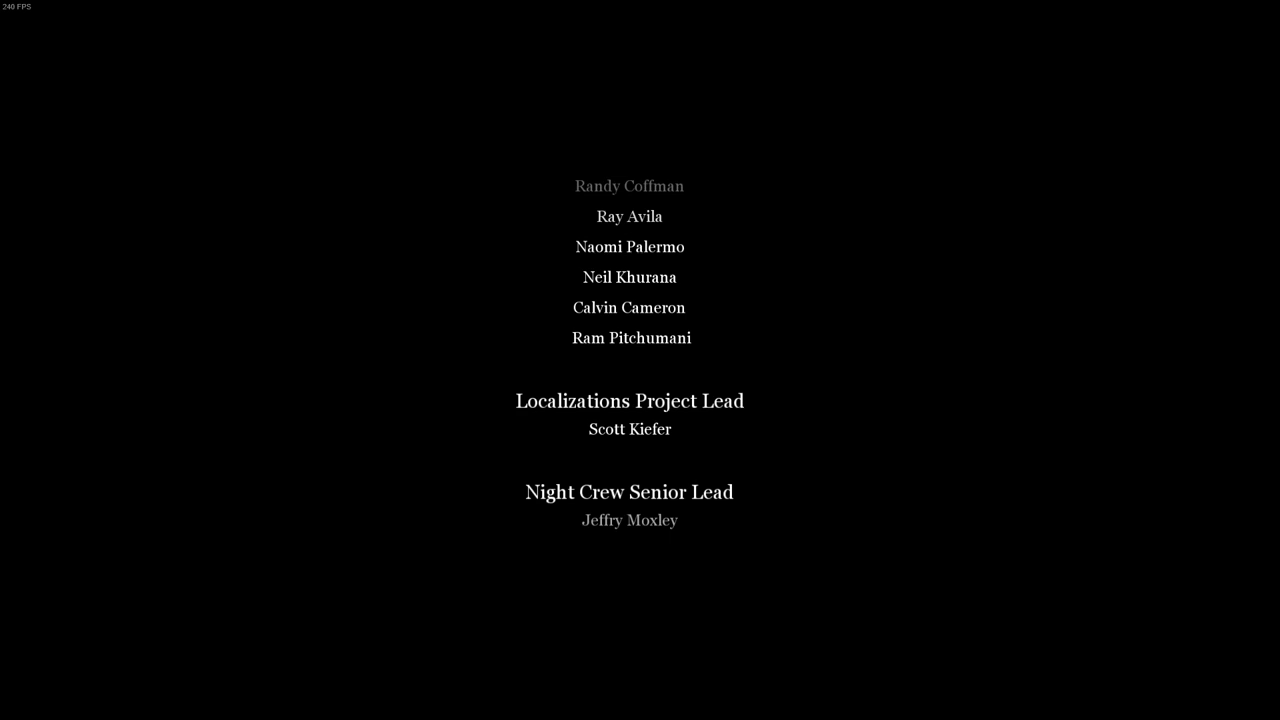 240 FPS
Randy Coffman
Ray Avila
Naomi Palermo
Neil Khurana
Calvin Cameron
Ram Pitchumani
Localizations Project Lead
Scott Kiefer
Night Crew Senior Lead
Jeffry Moxley